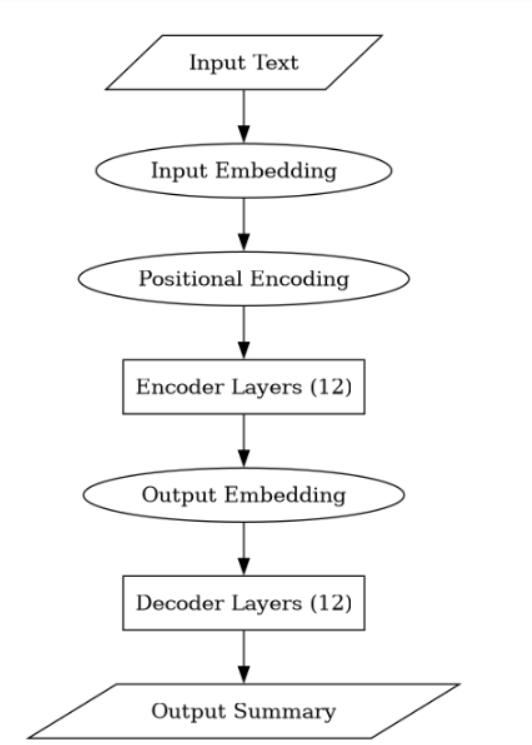 Input Text
Input Embedding
Positional Encoding
Encoder Layers (12)
Output Embedding
Decoder Layers (12)
Output Summary